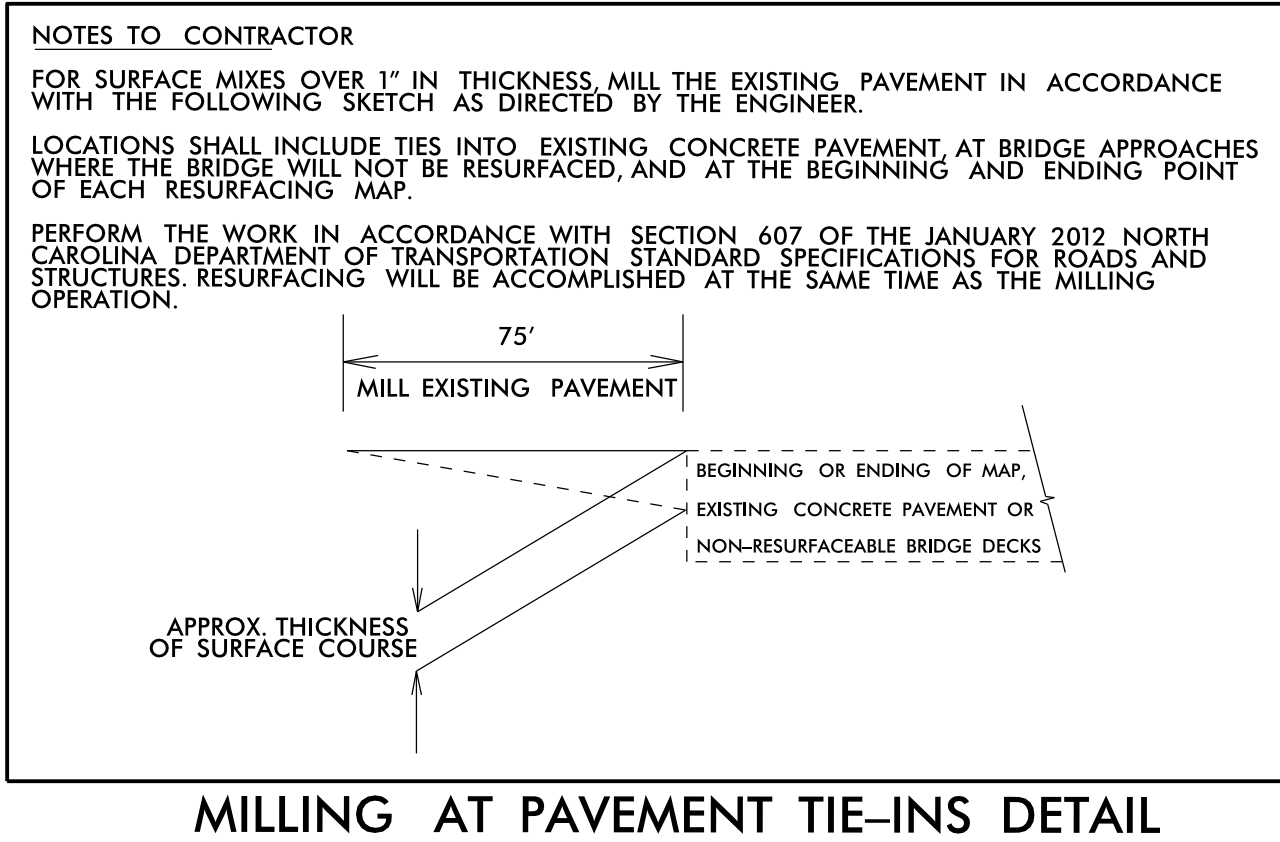 NOTES TO CONTRACTOR
FOR SURFACE MIXES OVER 1" IN THICKNESS, MILL THE EXISTING PAVEMENT IN ACCORDANCE
WITH THE FOLLOWING SKETCH AS DIRECTED BY THE ENGINEER.
LOCATIONS SHALL INCLUDE TIES INTO EXISTING CONCRETE PAVEMENT, AT BRIDGE APPROACHES
WHERE THE BRIDGE WILL NOT BE RESURFACED, AND AT THE BEGINNING AND ENDING POINT
OF EACH RESURFACING MAP.
PERFORM THE WORK IN ACCORDANCE WITH SECTION 607 OF THE JANUARY 2012 NORTH
CAROLINA DEPARTMENT OF TRANSPORTATION STANDARD SPECIFICATIONS FOR ROADS AND
STRUCTURES. RESURFACING WILL BE ACCOMPLISHED AT THE SAME TIME AS THE MILLING
OPERATION.
75'
MILL EXISTING PAVEMENT
BEGINNING OR ENDING OF MAP,
EXISTING CONCRETE PAVEMENT OR
NON–RESURFACEABLE BRIDGE DECKS
APPROX. THICKNESS
OF SURFACE COURSE
MILLING AT PAVEMENT TIE–INS DETAIL